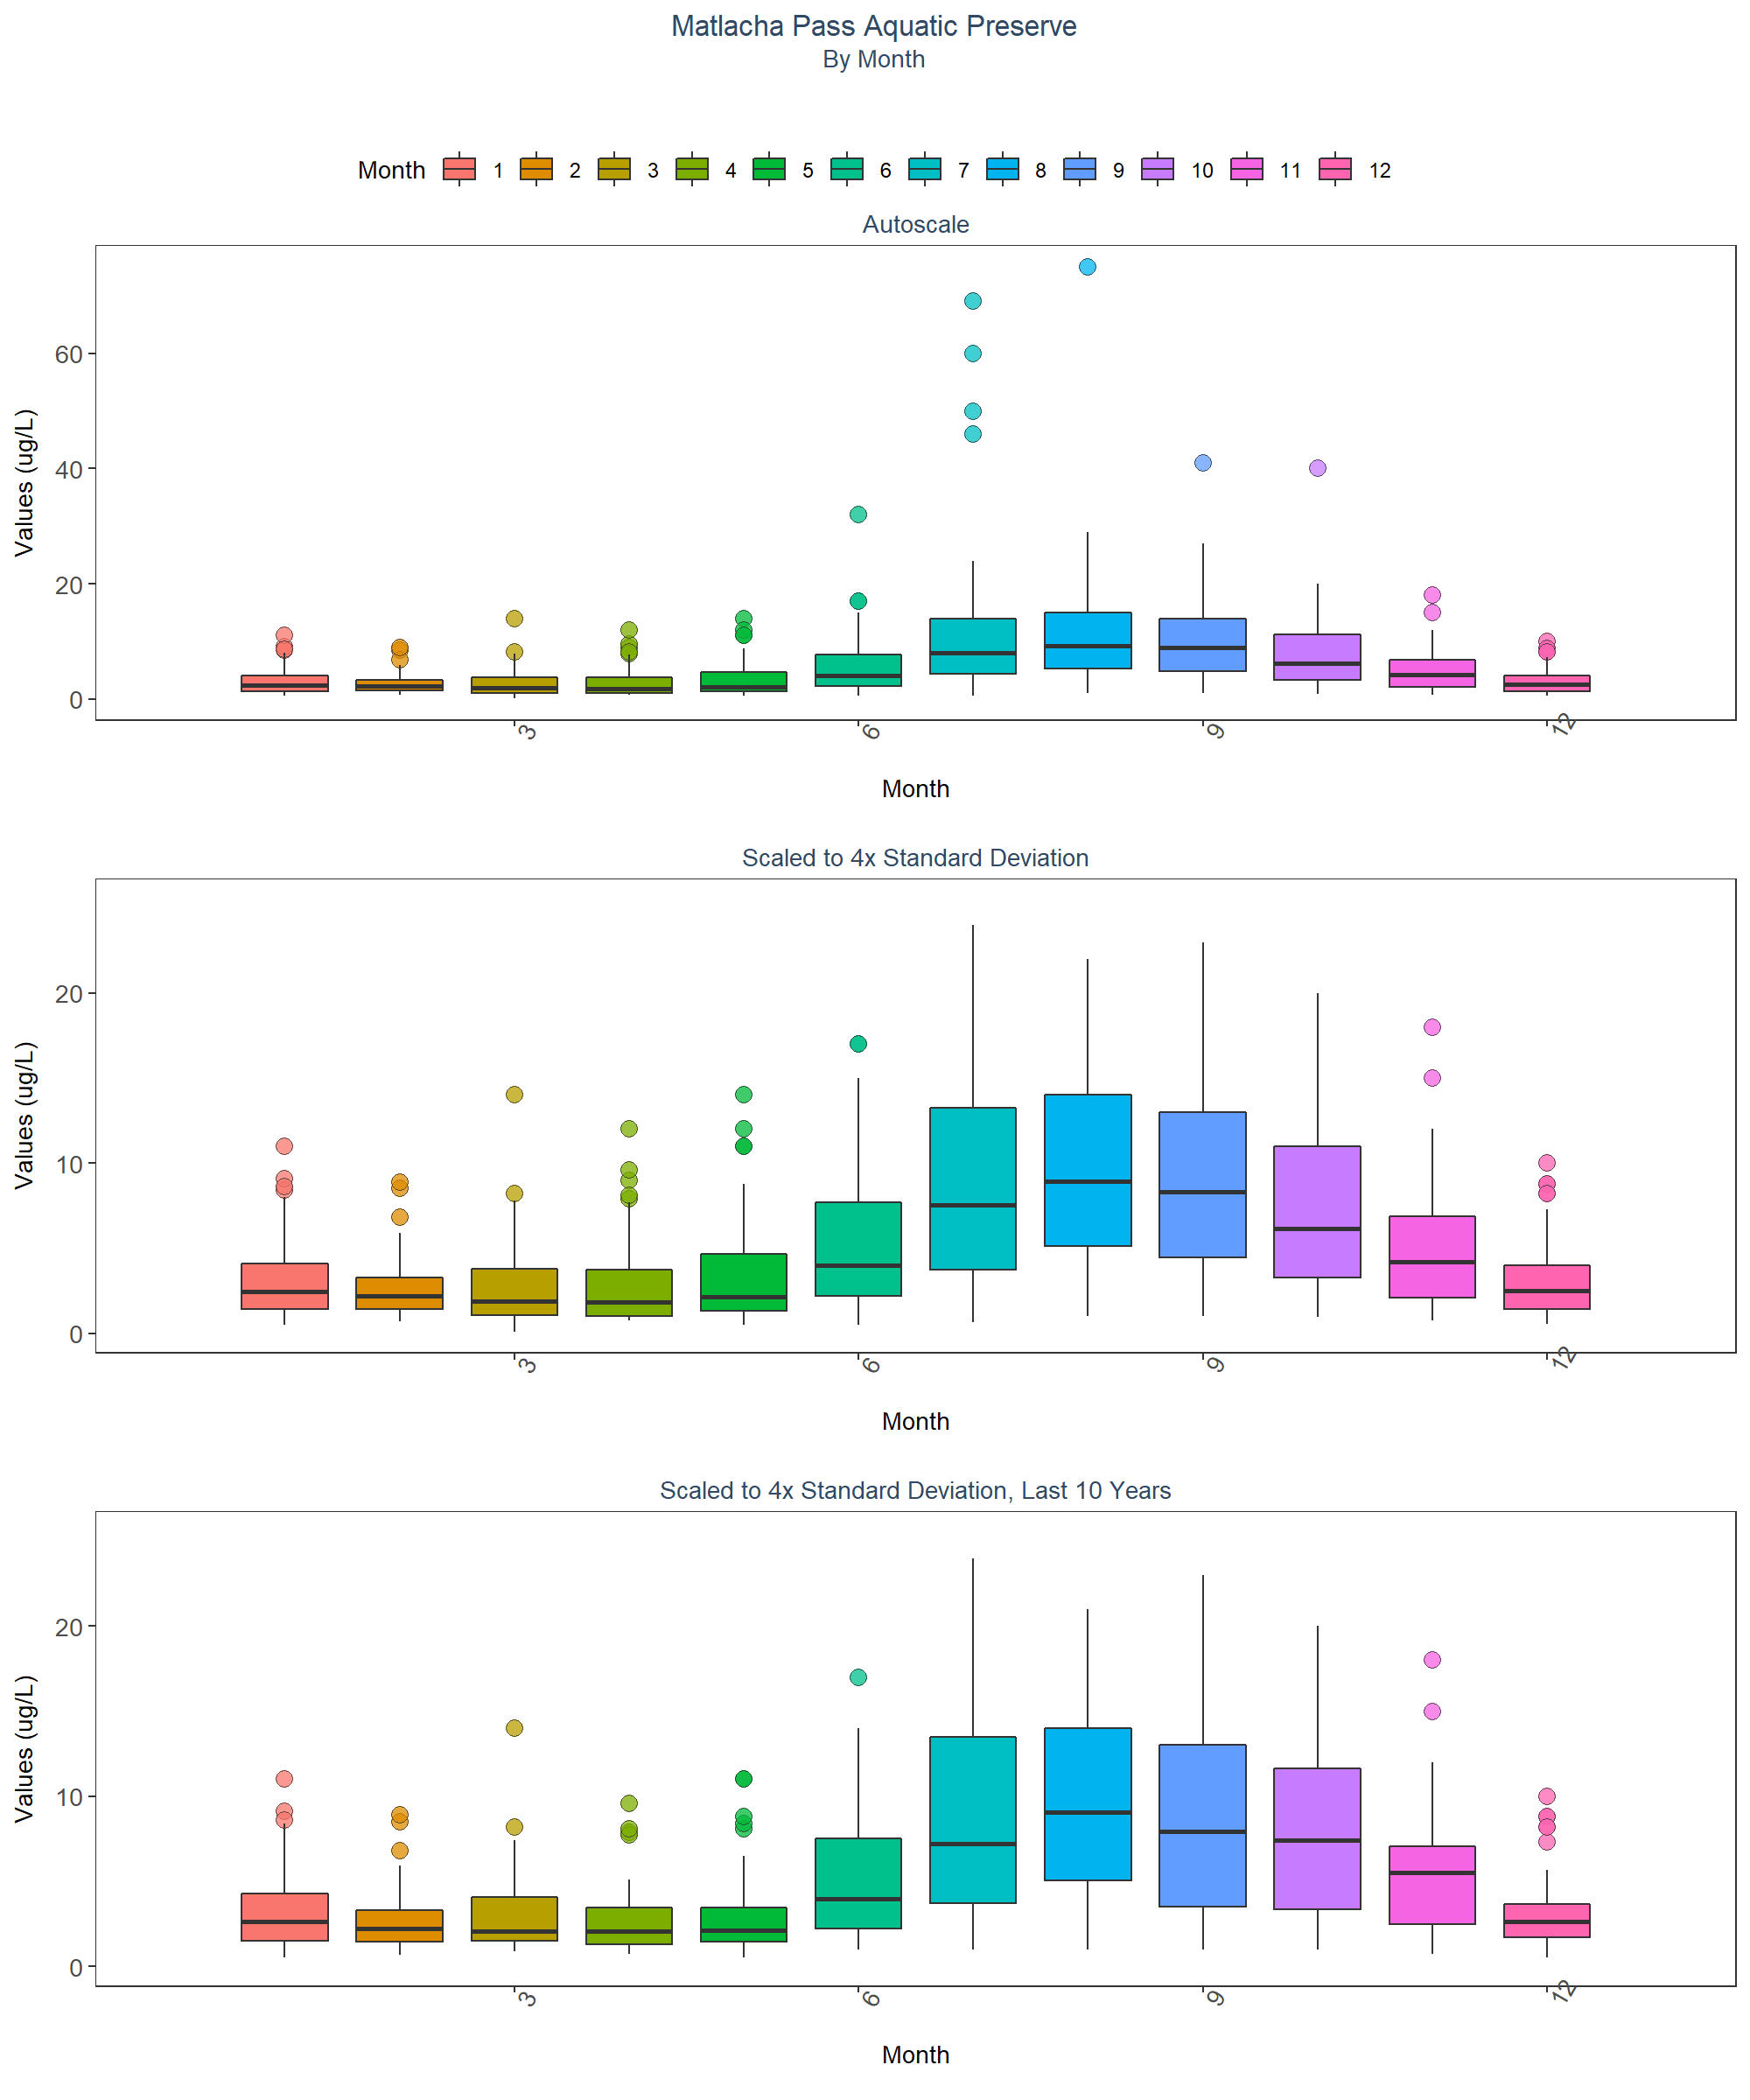 Matlacha Pass Aquatic Preserve
By Month
Month 1 2 3 4 5 6 7 8 9 10 11 12
Autoscale
Values (ug/L)
60
40
20
0
3 6 9 12
Month
Scaled to 4x Standard Deviation
Values (ug/L)
20
10
0
3 6 9 12
Month
Scaled to 4x Standard Deviation, Last 10 Years
Values (ug/L)
20
10
0
3 6 9 12
Month